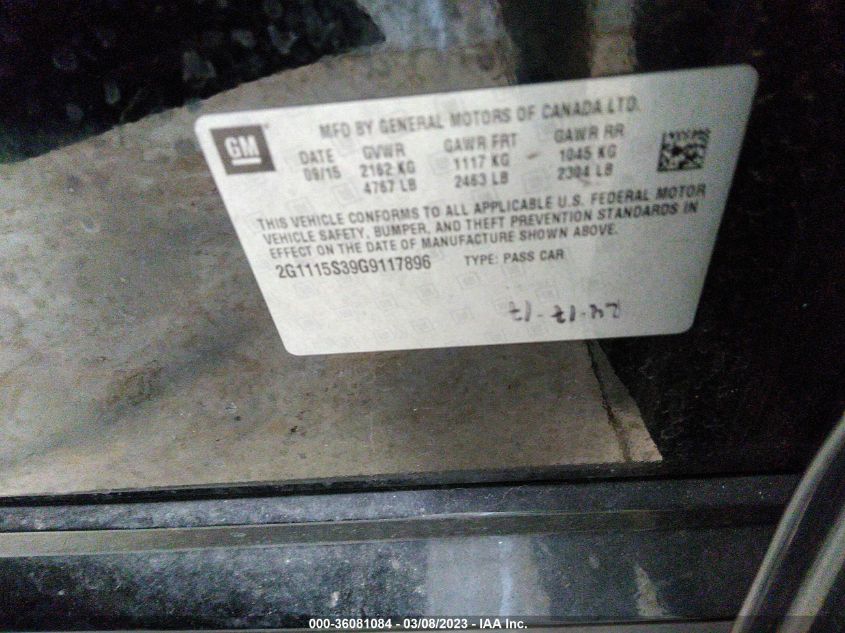 GM
MFD BY GENERAL MOTORS OF CANADA LTD.
DATE GVWR GAWR FRT GAWR RR
09/15 2162 KG 1117 KG 1045 KG
4767 LB 2463 LB 2304 LB
THIS VEHICLE CONFORMS TO ALL APPLICABLE U.S. FEDERAL MOTOR
VEHICLE SAFETY, BUMPER, AND THEFT PREVENTION STANDARDS IN
EFFECT ON THE DATE OF MANUFACTURE SHOWN ABOVE.
2G1115S39G9117896 TYPE: PASS CAR
000-36081084 - 03/08/2023 - IAA Inc.